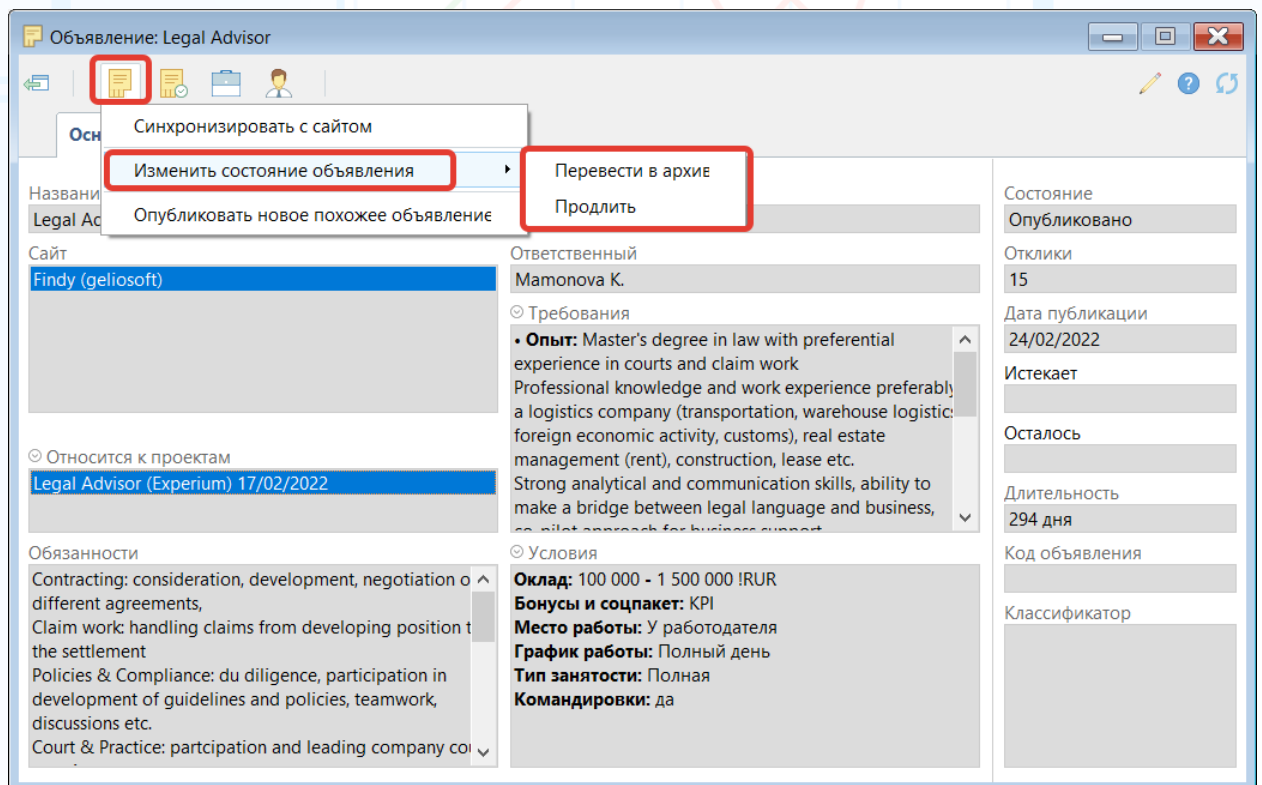 Объявление: Legal Advisor
Осн
Синхронизировать с сайтом
Изменить состояние объявления
Перевести в архив
Продлить
Опубликовать новое похожее объявление
Названи
Legal Ad
Состояние
Опубликовано
Сайт
Findy (geliosoft)
Ответственный
Mamonova K.
Отклики
15
Требования
• Опыт: Master's degree in law with preferential
experience in courts and claim work
Professional knowledge and work experience preferably
a logistics company (transportation, warehouse logistics
foreign economic activity, customs), real estate
management (rent), construction, lease etc.
Strong analytical and communication skills, ability to
make a bridge between legal language and business,
co-pilot approach for business support
Дата публикации
24/02/2022
Истекает
Осталось
Длительность
294 дня
Код объявления
Классификатор
Относится к проектам
Legal Advisor (Experium) 17/02/2022
Обязанности
Contracting: consideration, development, negotiation o
different agreements,
Claim work: handling claims from developing position t
the settlement
Policies & Compliance: du diligence, participation in
development of guidelines and policies, teamwork,
discussions etc.
Court & Practice: partcipation and leading company cou
Условия
Оклад: 100 000 - 1 500 000 !RUR
Бонусы и соцпакет: KPI
Место работы: У работодателя
График работы: Полный день
Тип занятости: Полная
Командировки: да